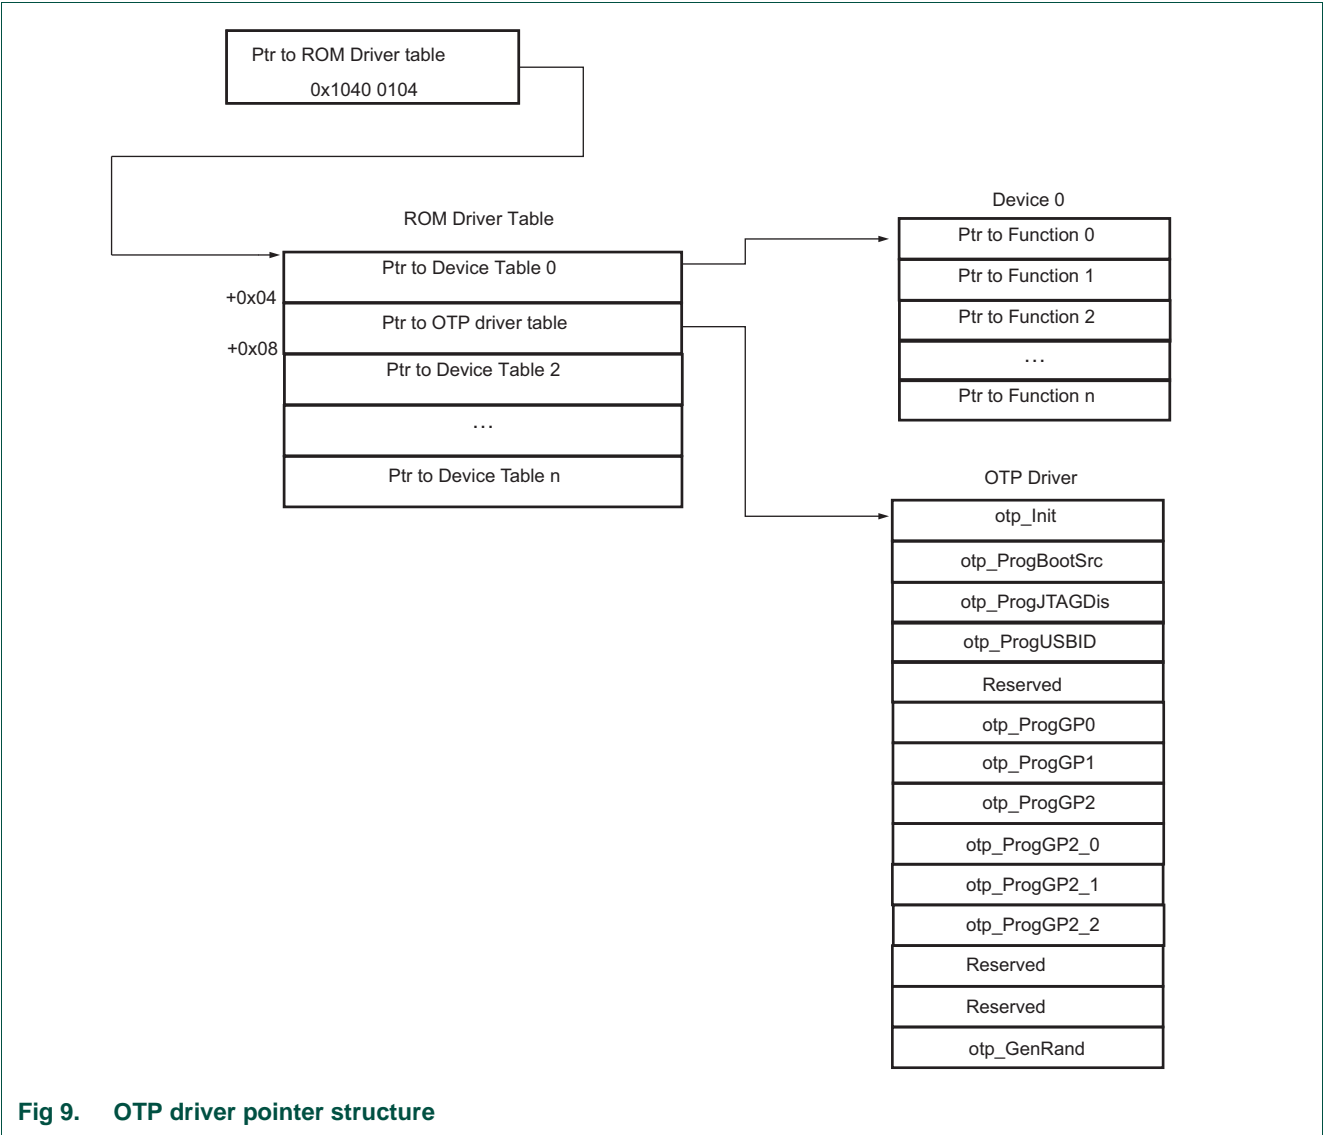 Ptr to ROM Driver table
0x1040 0104
ROM Driver Table
Ptr to Device Table 0
+0x04
Ptr to OTP driver table
+0x08
Ptr to Device Table 2
...
Ptr to Device Table n
Device 0
Ptr to Function 0
Ptr to Function 1
Ptr to Function 2
...
Ptr to Function n
OTP Driver
otp_Init
otp_ProgBootSrc
otp_ProgJTAGDis
otp_ProgUSBID
Reserved
otp_ProgGP0
otp_ProgGP1
otp_ProgGP2
otp_ProgGP2_0
otp_ProgGP2_1
otp_ProgGP2_2
Reserved
Reserved
otp_GenRand
Fig 9. OTP driver pointer structure